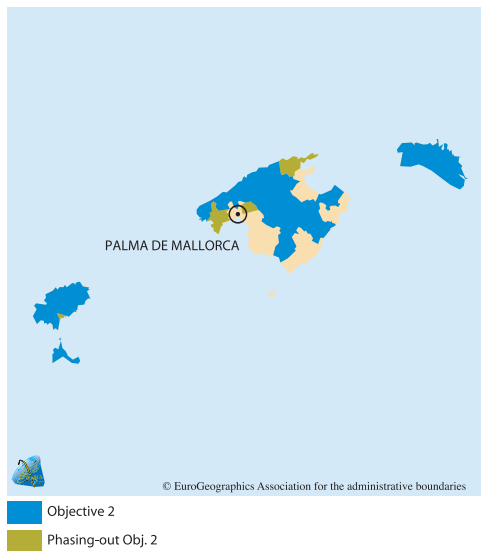 PALMA DE MALLORCA
© EuroGeographics Association for the administrative boundaries
Objective 2
Phasing-out Obj. 2